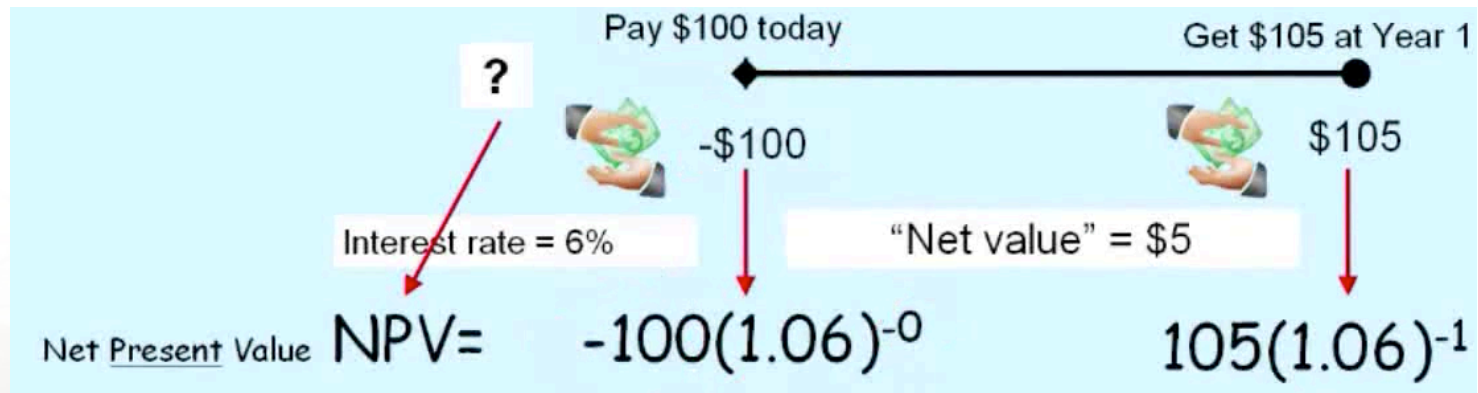 Pay $100 today
Get $105 at Year 1
?
-$100
$105
Interest rate = 6%
“Net value” = $5
Net Present Value NPV= -100(1.06)-0 105(1.06)-1